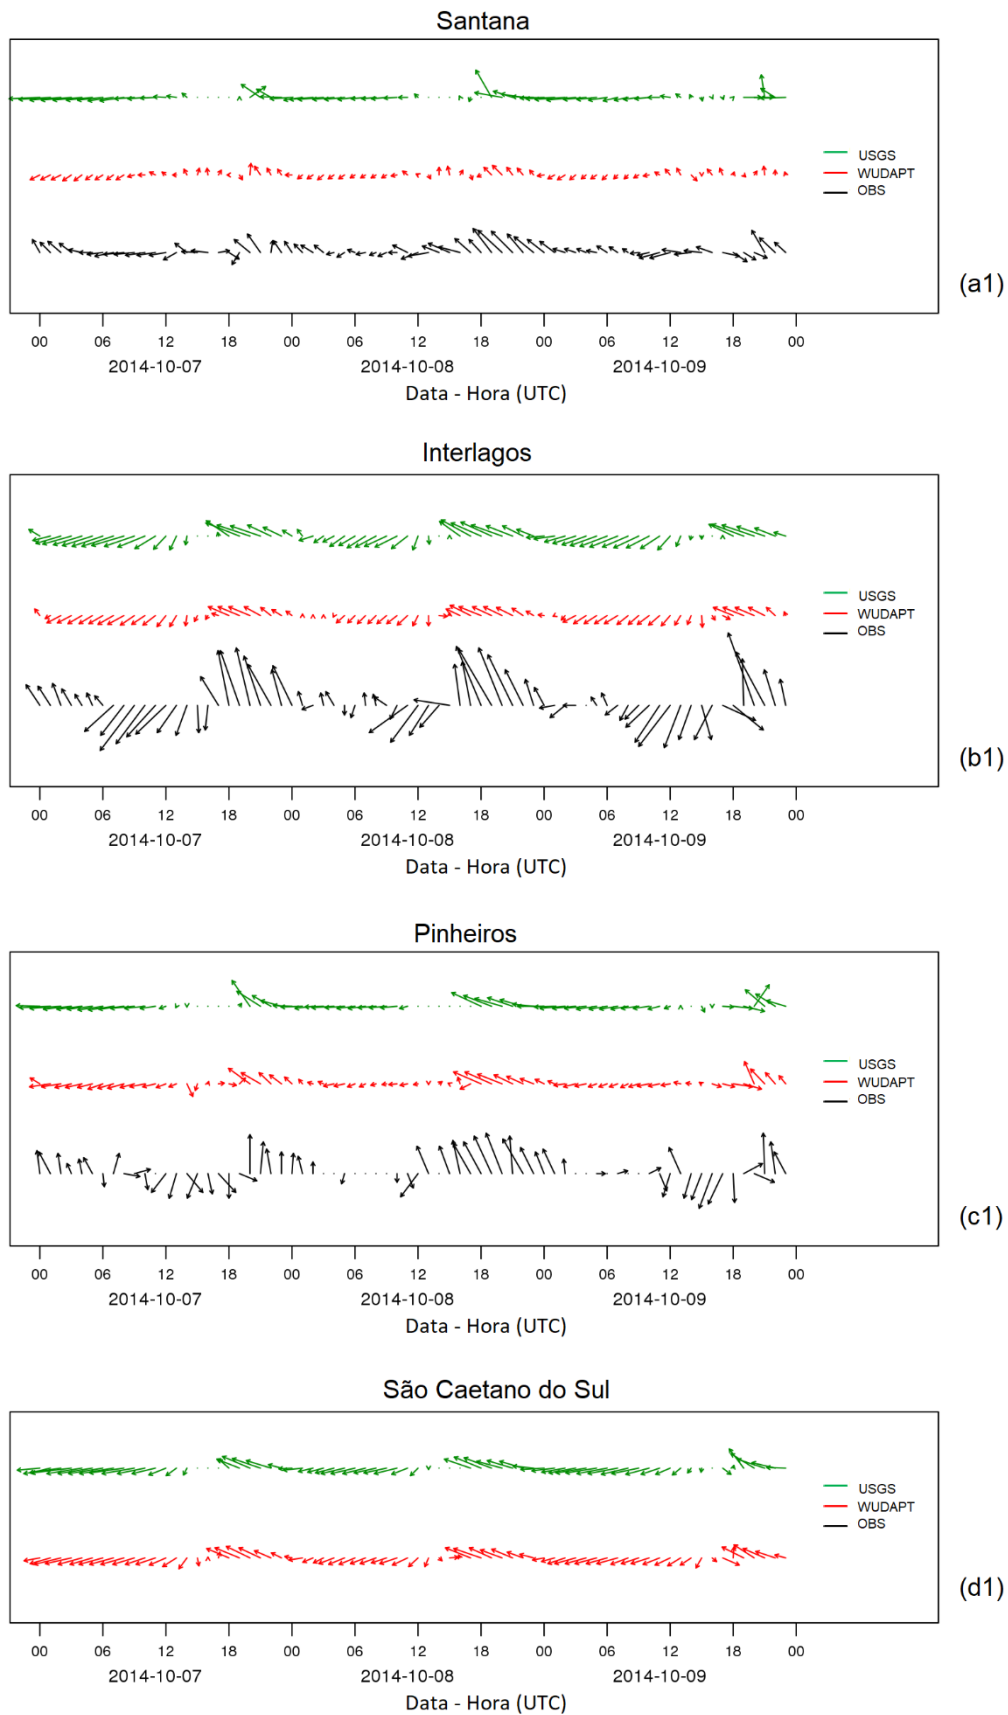 Santana
USGS
WUDAPT
OBS
(a1)
00 06 12 18 00 06 12 18 00 06 12 18 00
2014-10-07 2014-10-08 2014-10-09
Data - Hora (UTC)
Interlagos
USGS
WUDAPT
OBS
(b1)
00 06 12 18 00 06 12 18 00 06 12 18 00
2014-10-07 2014-10-08 2014-10-09
Data - Hora (UTC)
Pinheiros
USGS
WUDAPT
OBS
(c1)
00 06 12 18 00 06 12 18 00 06 12 18 00
2014-10-07 2014-10-08 2014-10-09
Data - Hora (UTC)
São Caetano do Sul
USGS
WUDAPT
OBS
(d1)
00 06 12 18 00 06 12 18 00 06 12 18 00
2014-10-07 2014-10-08 2014-10-09
Data - Hora (UTC)